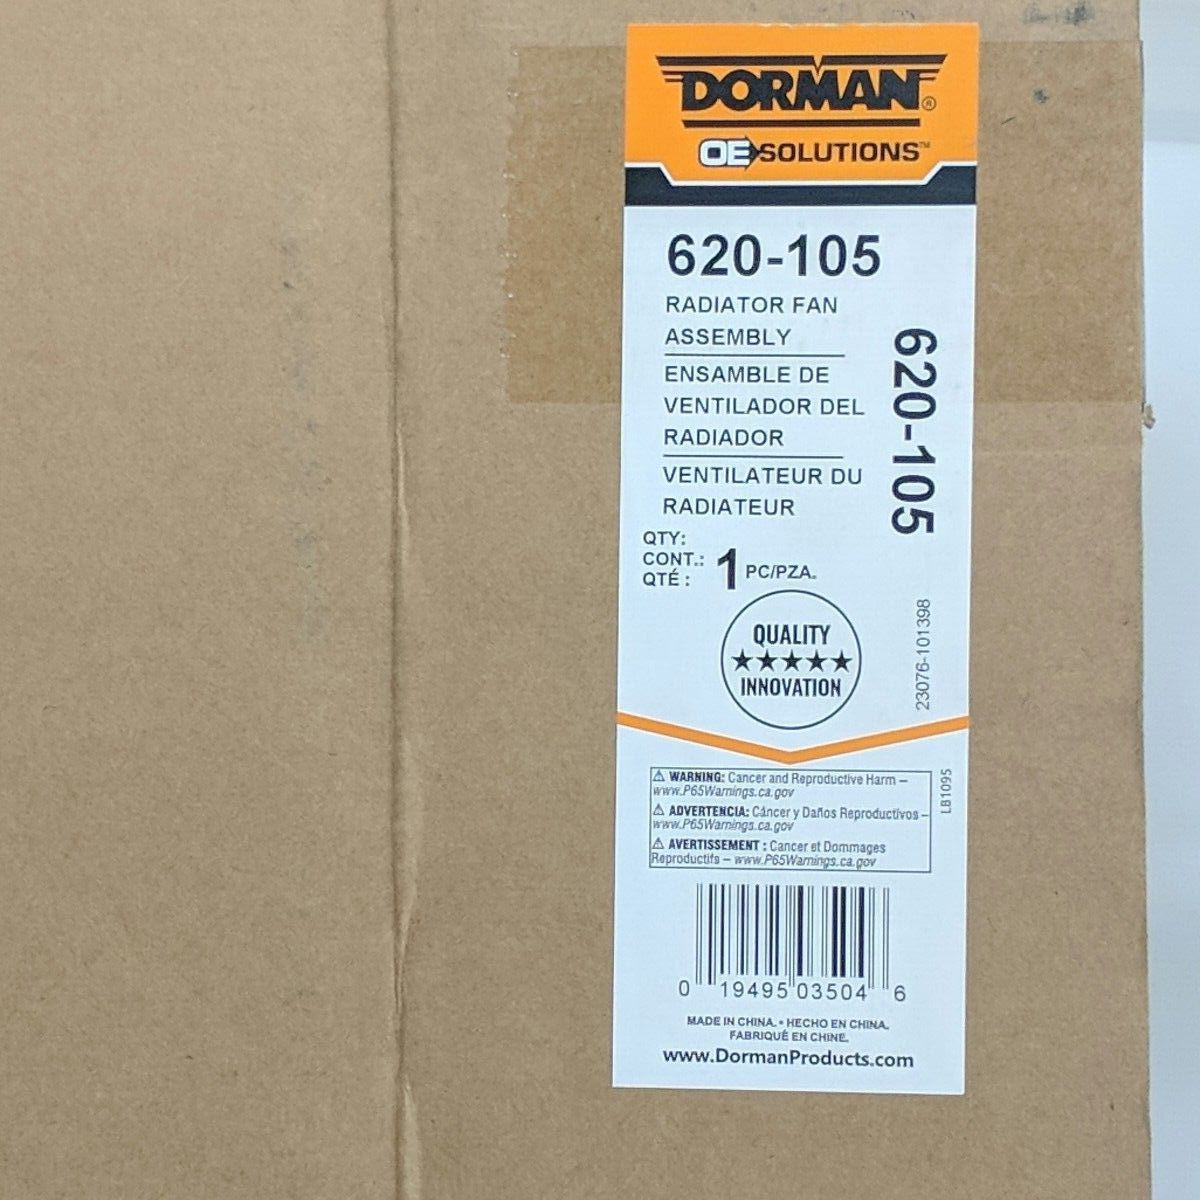 DORMAN®
OE SOLUTIONS™
620-105
RADIATOR FAN
ASSEMBLY
ENSAMBLE DE
VENTILADOR DEL
RADIADOR
VENTILATEUR DU
RADIATEUR
620-105
QTY:
CONT.:
QTÉ :
1 PC/PZA.
QUALITY
★★★★★
INNOVATION
23076-101398
⚠ WARNING: Cancer and Reproductive Harm –
www.P65Warnings.ca.gov
⚠ ADVERTENCIA: Cáncer y Daños Reproductivos –
www.P65Warnings.ca.gov
⚠ AVERTISSEMENT : Cancer et Dommages
Reproductifs – www.P65Warnings.ca.gov
LB1095
0 19495 03504 6
MADE IN CHINA. • HECHO EN CHINA.
FABRIQUÉ EN CHINE.
www.DormanProducts.com